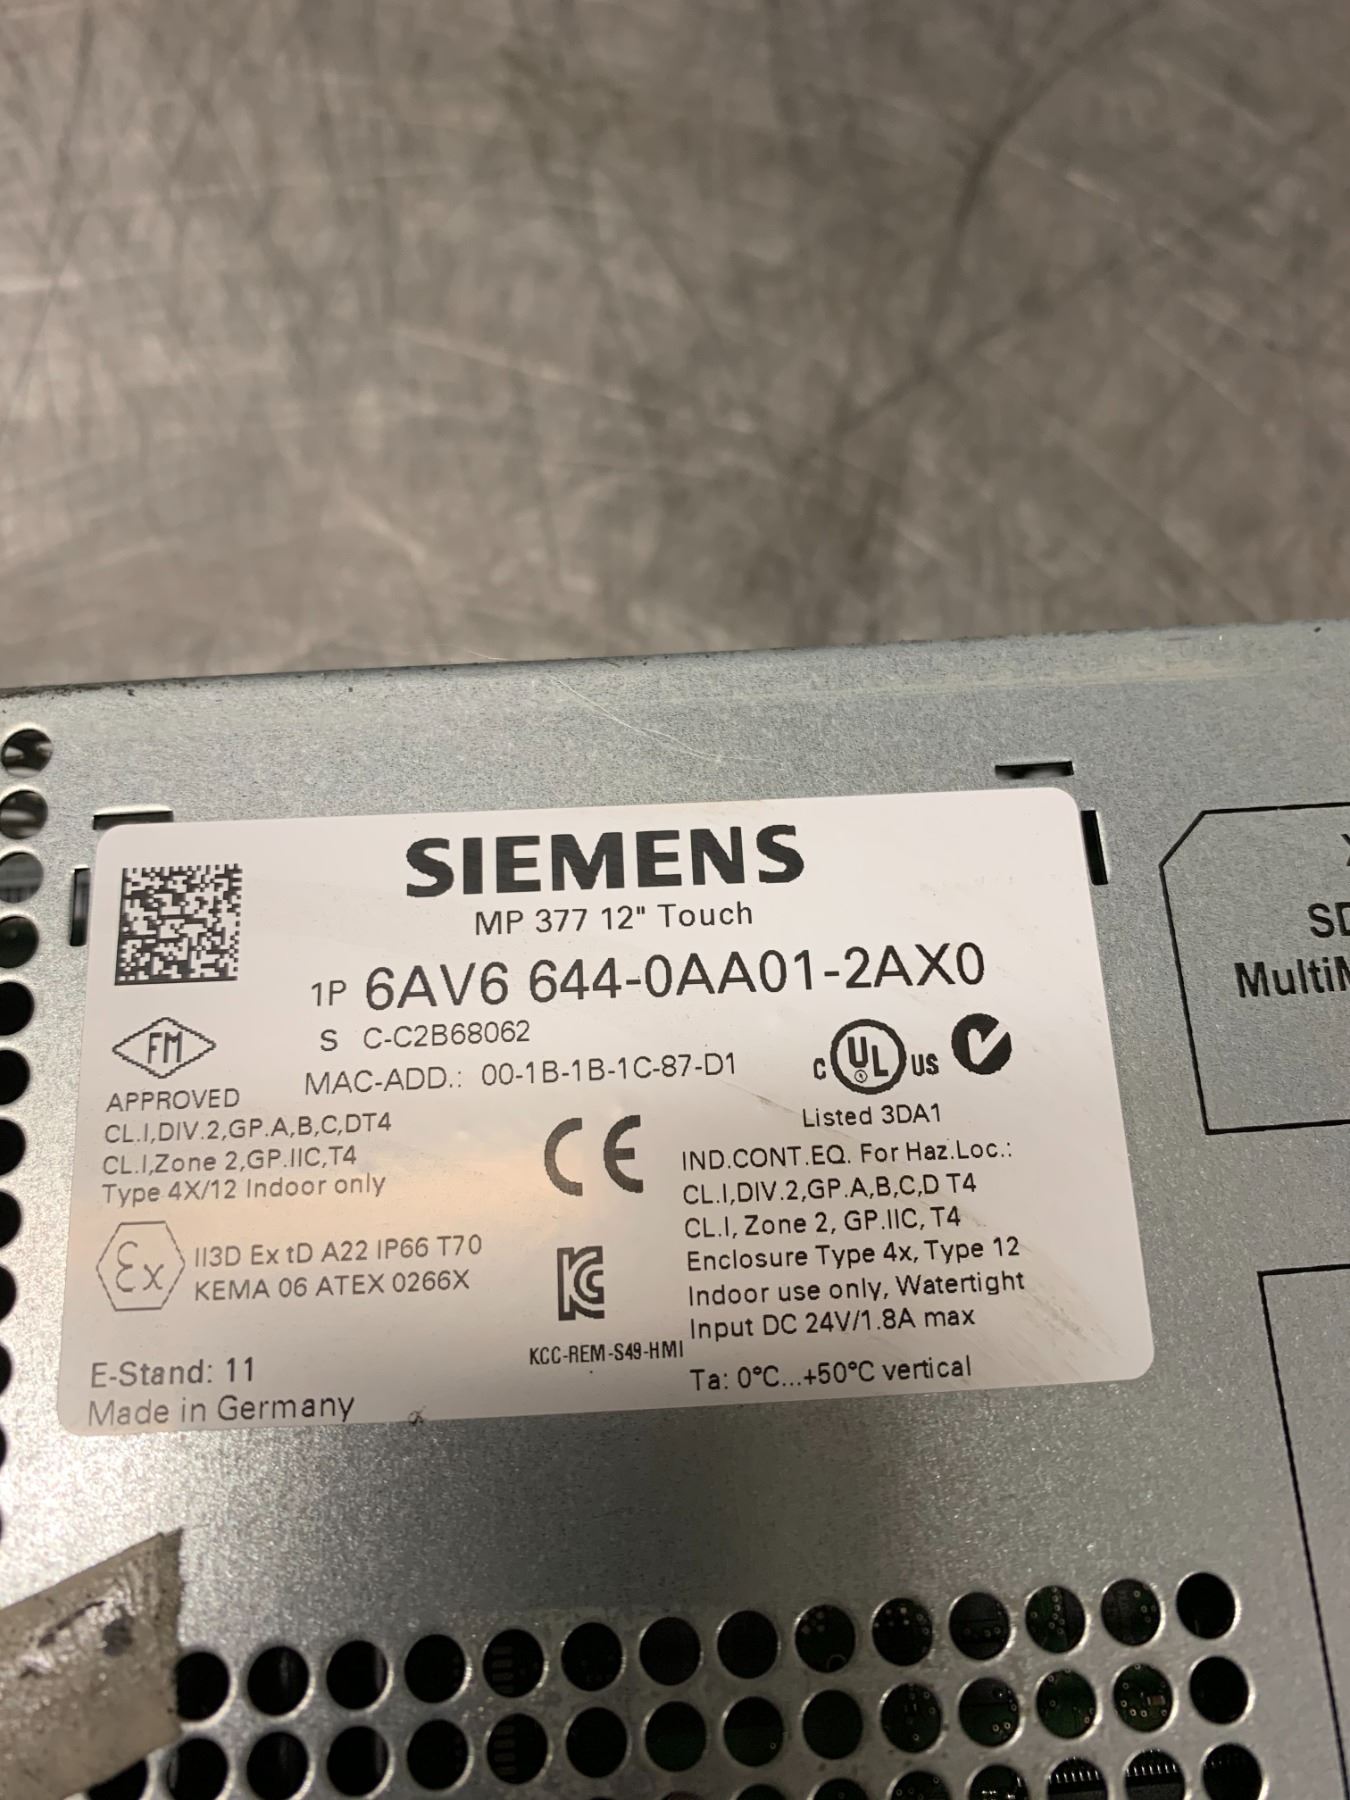 SIEMENS
MP 377 12" Touch
1P 6AV6 644-0AA01-2AX0
S C-C2B68062
MAC-ADD.: 00-1B-1B-1C-87-D1
FM
APPROVED
CL.I,DIV.2,GP.A,B,C,DT4
CL.I,Zone 2,GP.IIC,T4
Type 4X/12 Indoor only
Ex
II3D Ex tD A22 IP66 T70
KEMA 06 ATEX 0266X
E-Stand: 11
Made in Germany
CE
KC
KCC-REM-S49-HMI
C UL US
Listed 3DA1
IND.CONT.EQ. For Haz.Loc.:
CL.I,DIV.2,GP.A,B,C,D T4
CL.I, Zone 2, GP.IIC, T4
Enclosure Type 4x, Type 12
Indoor use only, Watertight
Input DC 24V/1.8A max
Ta: 0°C...+50°C vertical